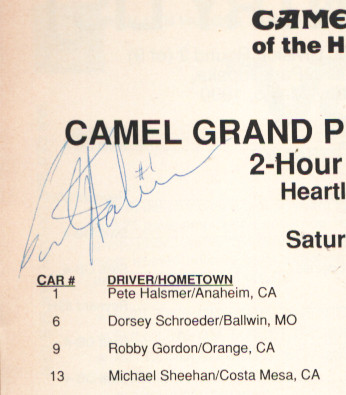 CAME
of the H
CAMEL GRAND P
2-Hour
Heartl
Satur
#1
CAR # DRIVER/HOMETOWN
1 Pete Halsmer/Anaheim, CA
6 Dorsey Schroeder/Ballwin, MO
9 Robby Gordon/Orange, CA
13 Michael Sheehan/Costa Mesa, CA